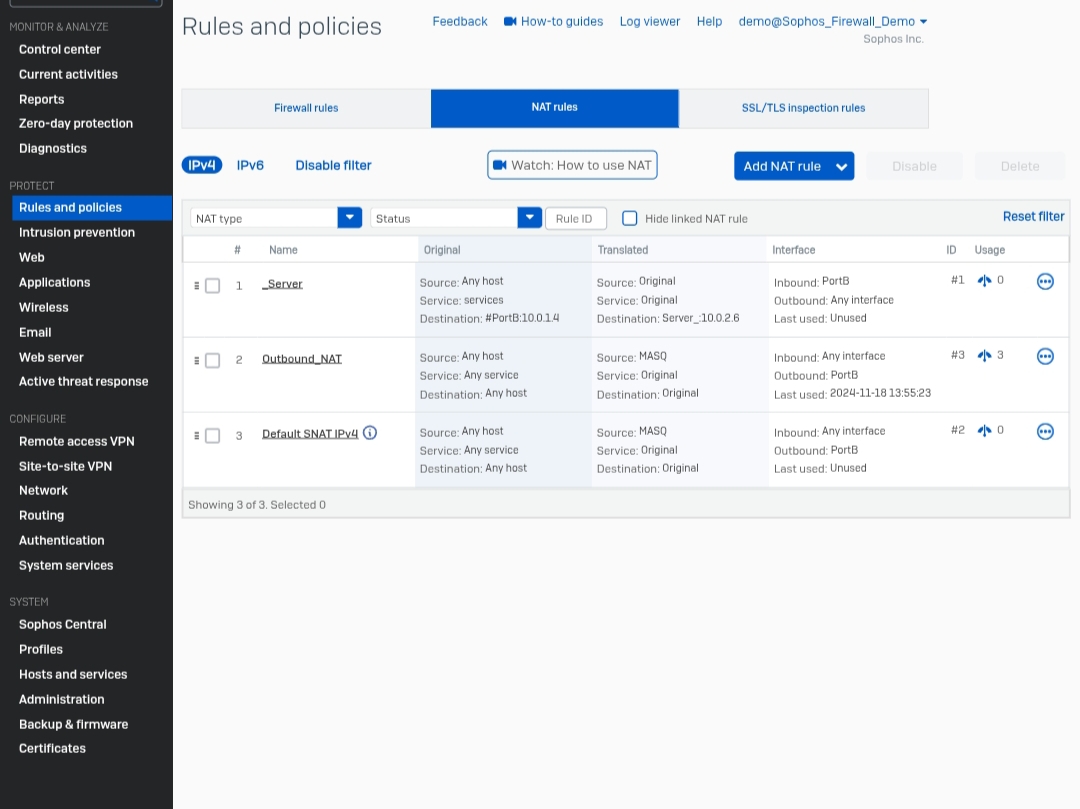 MONITOR & ANALYZE
Control center
Current activities
Reports
Zero-day protection
Diagnostics
PROTECT
Rules and policies
Intrusion prevention
Web
Applications
Wireless
Email
Web server
Active threat response
CONFIGURE
Remote access VPN
Site-to-site VPN
Network
Routing
Authentication
System services
SYSTEM
Sophos Central
Profiles
Hosts and services
Administration
Backup & firmware
Certificates
Rules and policies
Feedback How-to guides Log viewer Help demo@Sophos_Firewall_Demo
Sophos Inc.
Firewall rules NAT rules SSL/TLS inspection rules
IPv4 IPv6 Disable filter Watch: How to use NAT Add NAT rule Disable Delete
NAT type Status Rule ID Hide linked NAT rule Reset filter
# Name Original Translated Interface ID Usage
1 _Server
Source: Any host
Service: services
Destination: #PortB:10.0.1.4
Source: Original
Service: Original
Destination: Server_:10.0.2.6
Inbound: PortB
Outbound: Any interface
Last used: Unused
#1 0
2 Outbound_NAT
Source: Any host
Service: Any service
Destination: Any host
Source: MASQ
Service: Original
Destination: Original
Inbound: Any interface
Outbound: PortB
Last used: 2024-11-18 13:55:23
#3 3
3 Default SNAT IPv4
Source: Any host
Service: Any service
Destination: Any host
Source: MASQ
Service: Original
Destination: Original
Inbound: Any interface
Outbound: PortB
Last used: Unused
#2 0
Showing 3 of 3. Selected 0